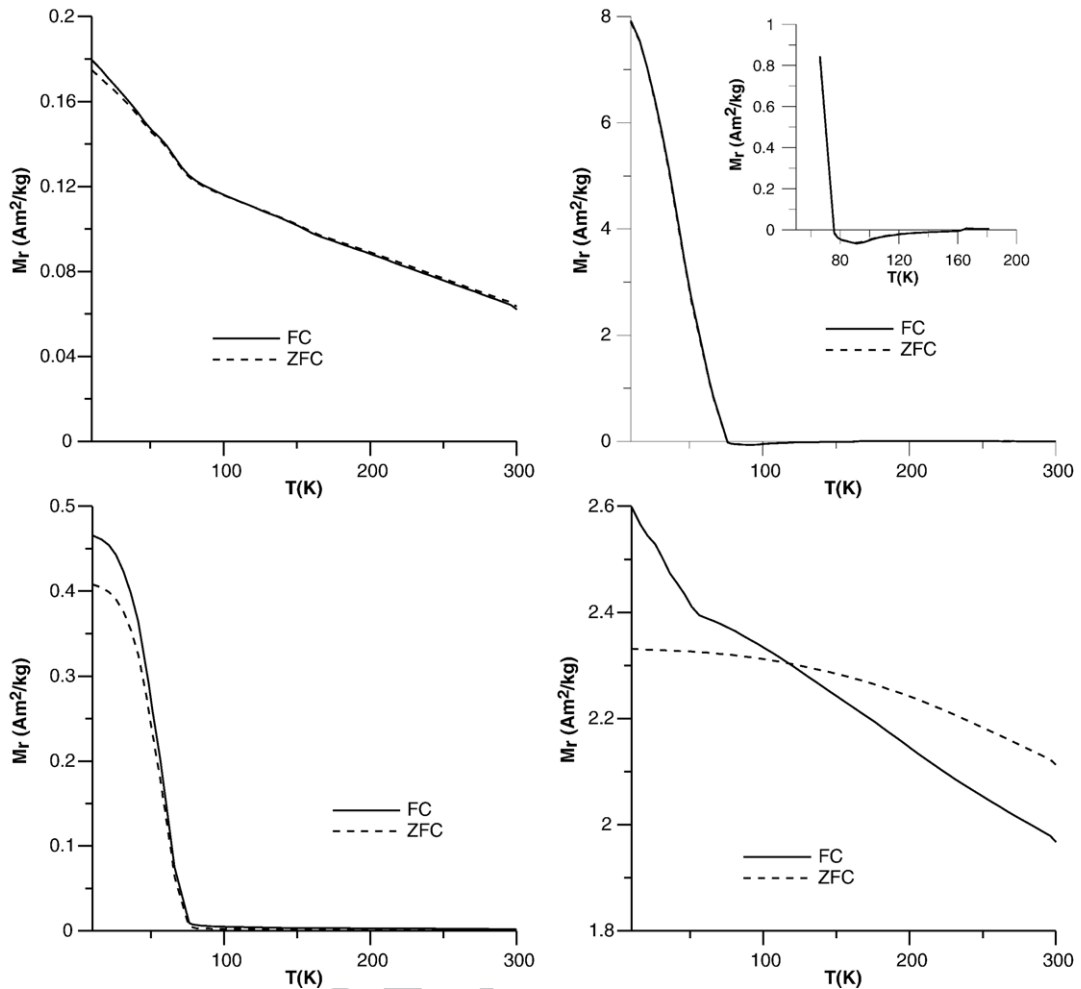 0.2
0.16
0.12
0.08
0.04
0
Mr (Am²/kg)
FC
ZFC
100
200
300
T(K)
8
6
4
2
0
Mr (Am²/kg)
1
0.8
0.6
0.4
0.2
0
Mr (Am²/kg)
80
120
160
200
T(K)
FC
ZFC
100
200
300
T(K)
0.5
0.4
0.3
0.2
0.1
0
Mr (Am²/kg)
FC
ZFC
100
200
300
T(K)
2.6
2.4
2.2
2
1.8
Mr (Am²/kg)
FC
ZFC
100
200
300
T(K)